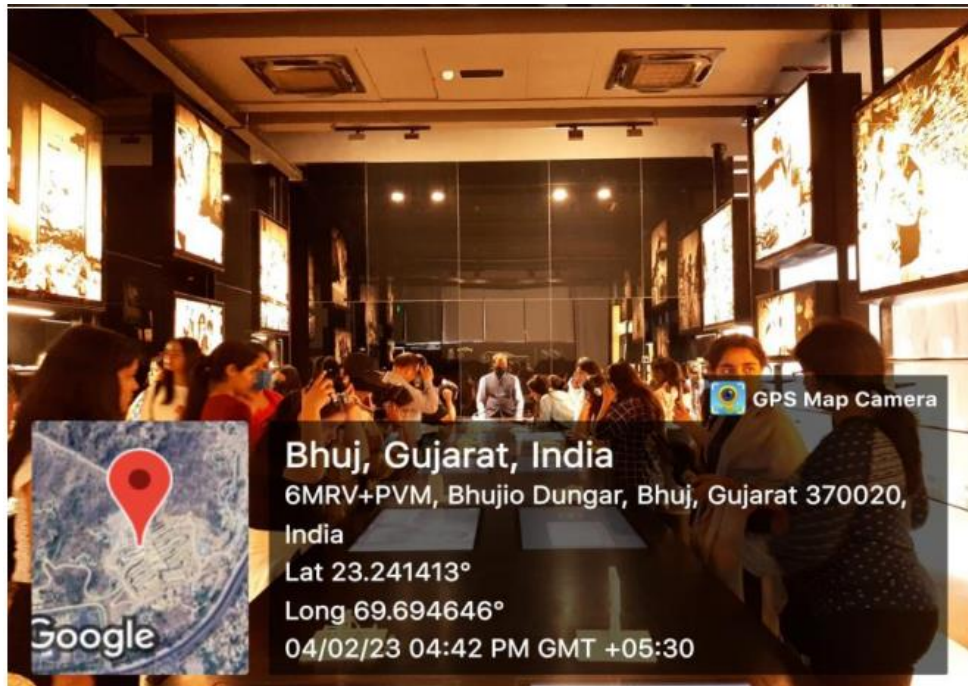 GPS Map Camera
Bhuj, Gujarat, India
6MRV+PVM, Bhujio Dungar, Bhuj, Gujarat 370020,
India
Lat 23.241413°
Long 69.694646°
04/02/23 04:42 PM GMT +05:30
Google